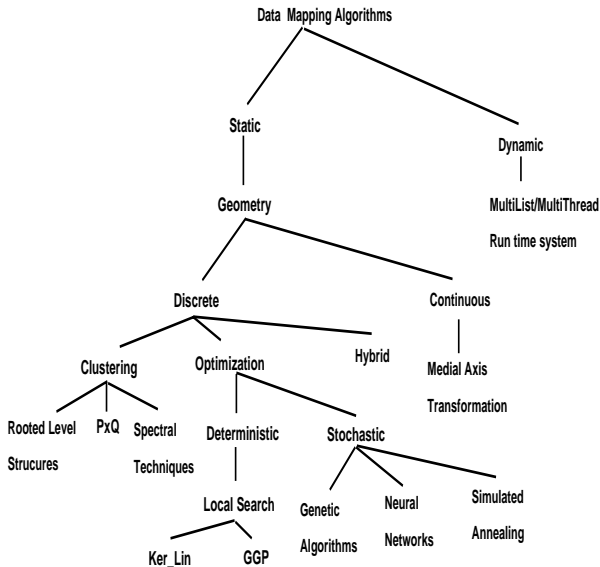 Data Mapping Algorithms
Static
Dynamic
Geometry
MultiList/MultiThread
Run time system
Discrete
Continuous
Clustering
Optimization
Hybrid
Medial Axis
Transformation
Rooted Level
Strucures
PxQ
Spectral
Techniques
Deterministic
Stochastic
Local Search
Genetic
Algorithms
Neural
Networks
Simulated
Annealing
Ker_Lin
GGP